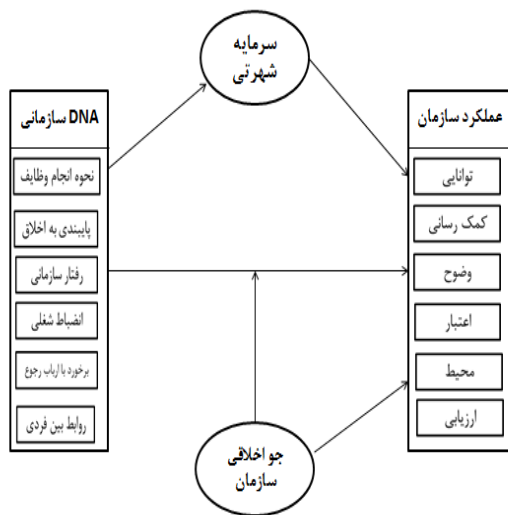 سرمایه
شهرتی
DNA سازمانی
نحوه انجام وظایف
پایبندی به اخلاق
رفتار سازمانی
انضباط شغلی
برخورد با ارباب رجوع
روابط بین فردی
عملکرد سازمان
توانایی
کمک رسانی
وضوح
اعتبار
محیط
ارزیابی
جو اخلاقی
سازمان